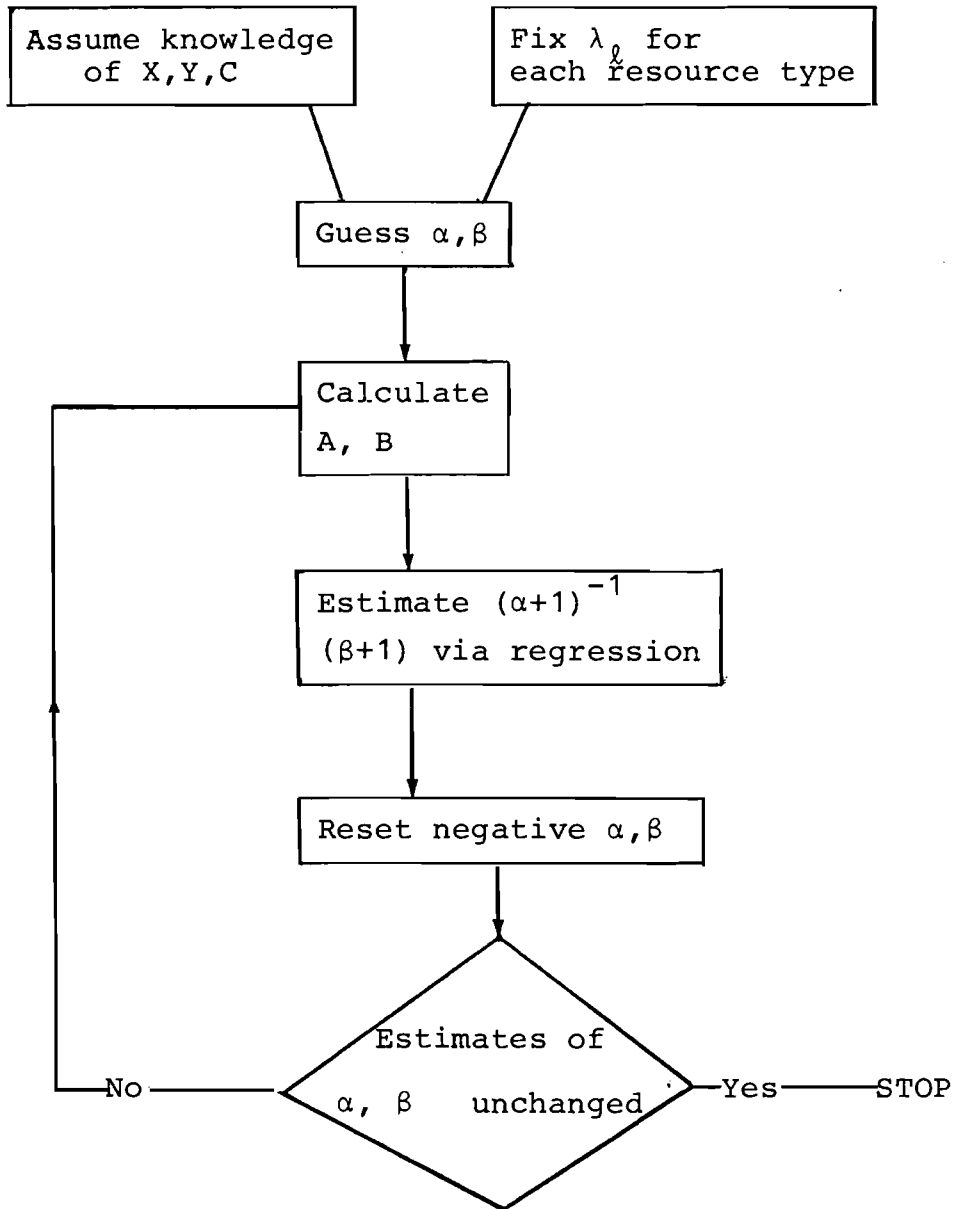 Assume knowledge
of X,Y,C
Fix λ_ℓ for
each resource type
Guess α,β
Calculate
A, B
Estimate (α+1)⁻¹
(β+1) via regression
Reset negative α,β
Estimates of
α, β unchanged
No
Yes
STOP